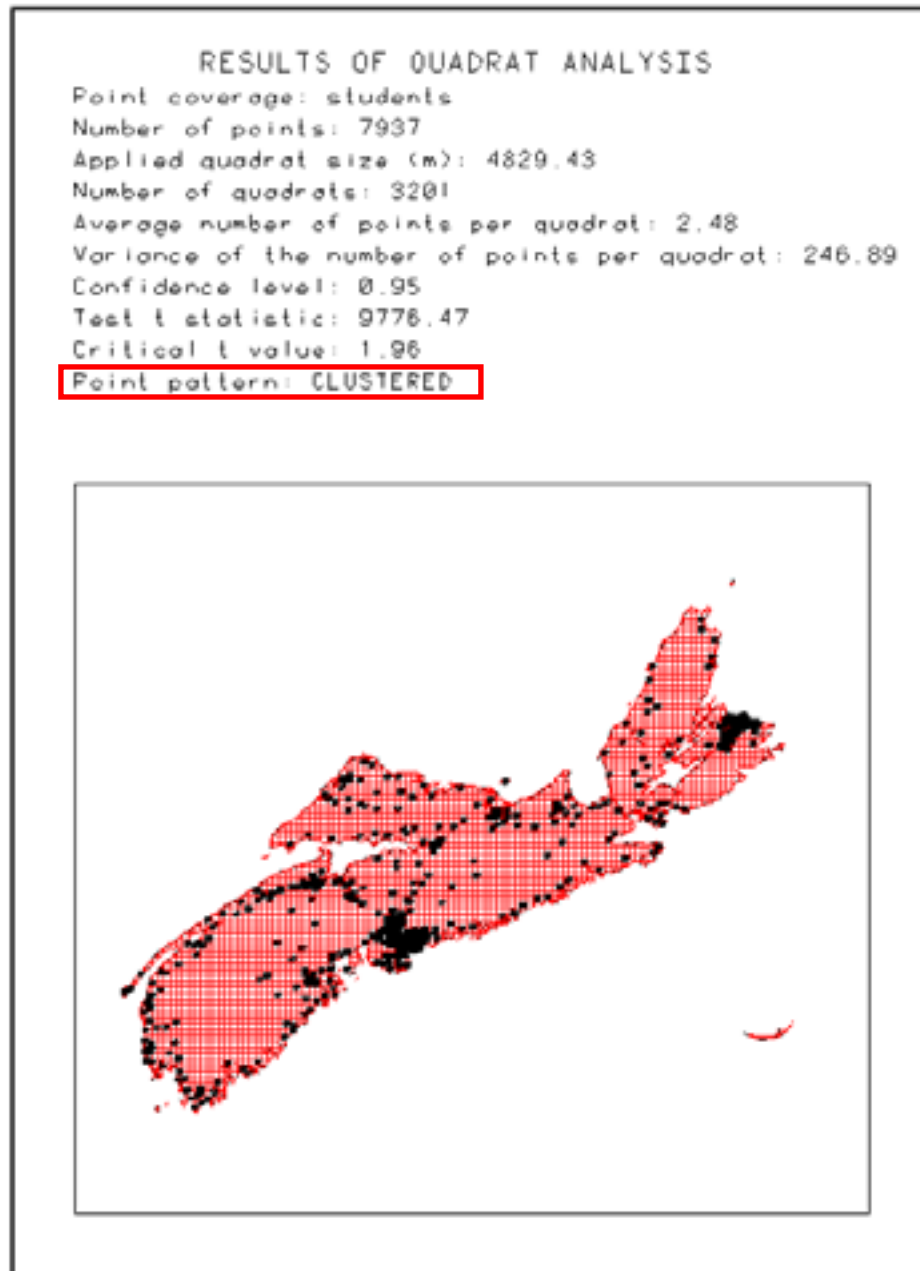 RESULTS OF QUADRAT ANALYSIS
Point coverage: students
Number of points: 7937
Applied quadrat size (m): 4829.43
Number of quadrats: 3201
Average number of points per quadrat: 2.48
Variance of the number of points per quadrat: 246.89
Confidence level: 0.95
Test t statistic: 9776.47
Critical t value: 1.96
Point pattern: CLUSTERED